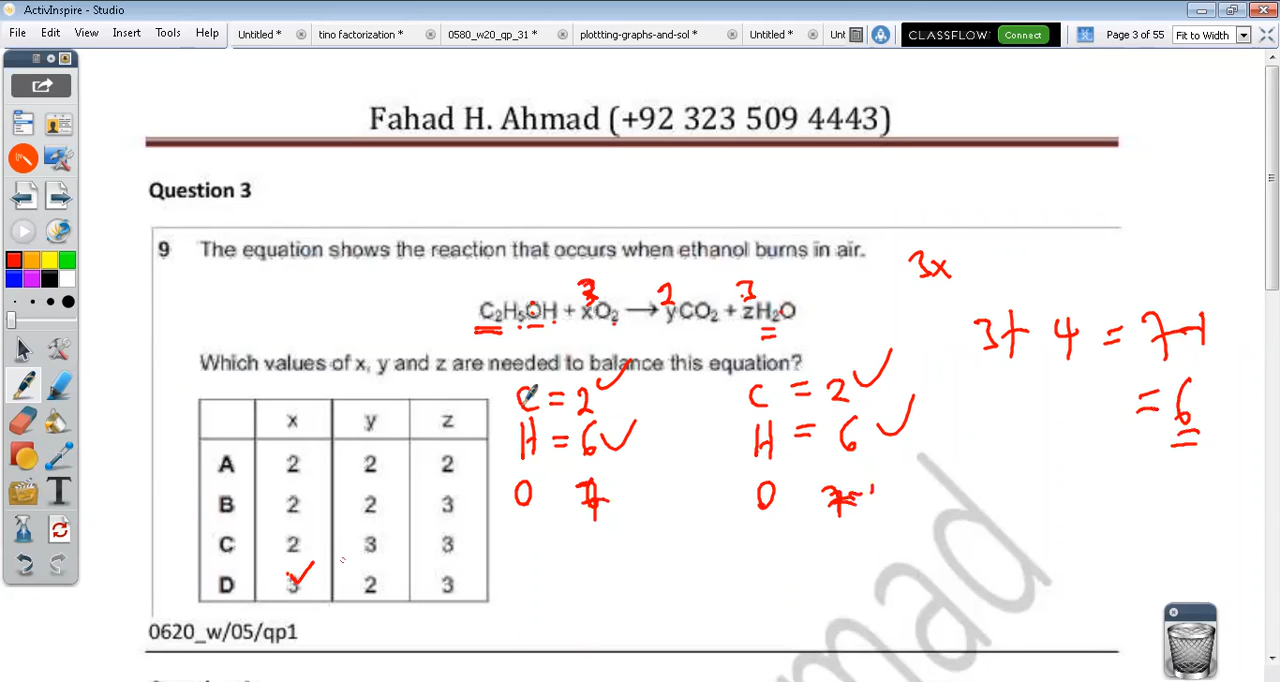 ActivInspire - Studio
File Edit View Insert Tools Help Untitled * tino factorization * 0580_w20_qp_31 * plottting-graphs-and-sol * Untitled * Unt CLASSFLOW Connect Page 3 of 55 Fit to Width
Fahad H. Ahmad (+92 323 509 4443)
Question 3
9 The equation shows the reaction that occurs when ethanol burns in air.
3x
3 2 3
C₂H₅OH + xO₂ → yCO₂ + zH₂O
3+ 4 = 7-1
= 6
Which values of x, y and z are needed to balance this equation?
C = 2 ✓ C = 2 ✓
H = 6 ✓ H = 6 ✓
O O
x y z
A 2 2 2
B 2 2 3
C 2 3 3
D 3 ✓ 2 3
0620_w/05/qp1
mad
T